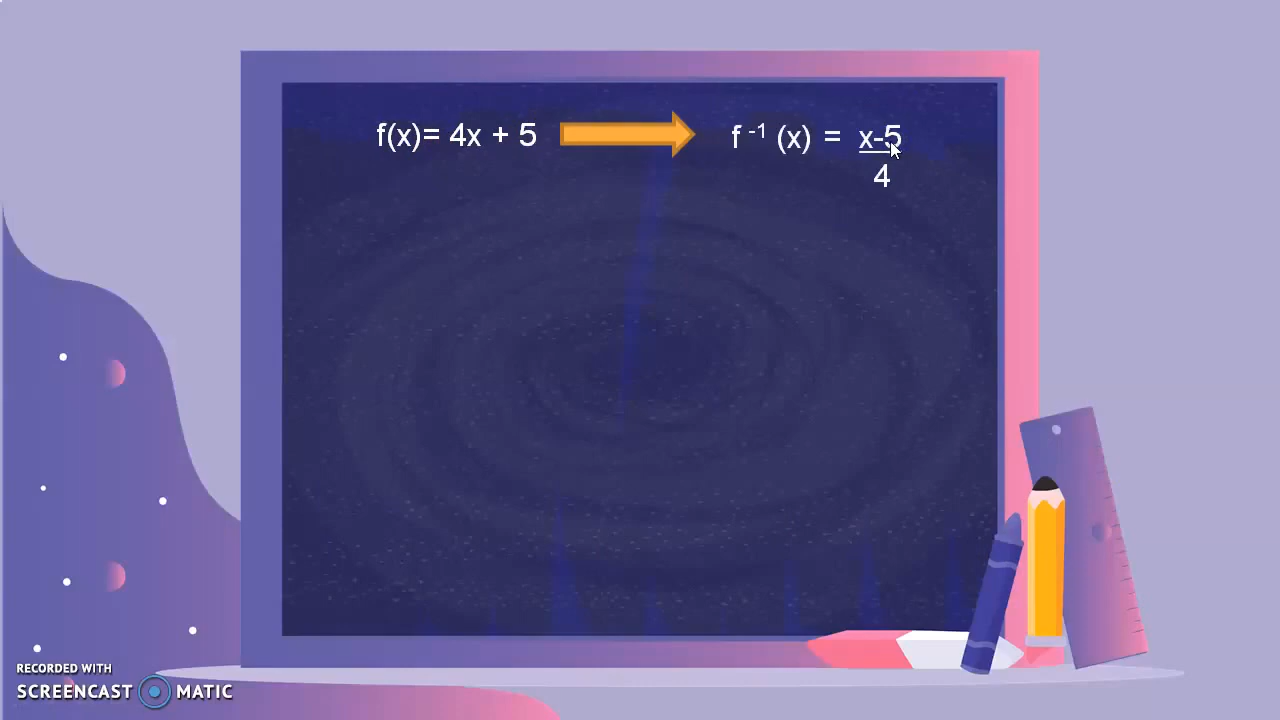 f(x)= 4x + 5 f -1 (x) = x-5
4
RECORDED WITH
SCREENCAST MATIC